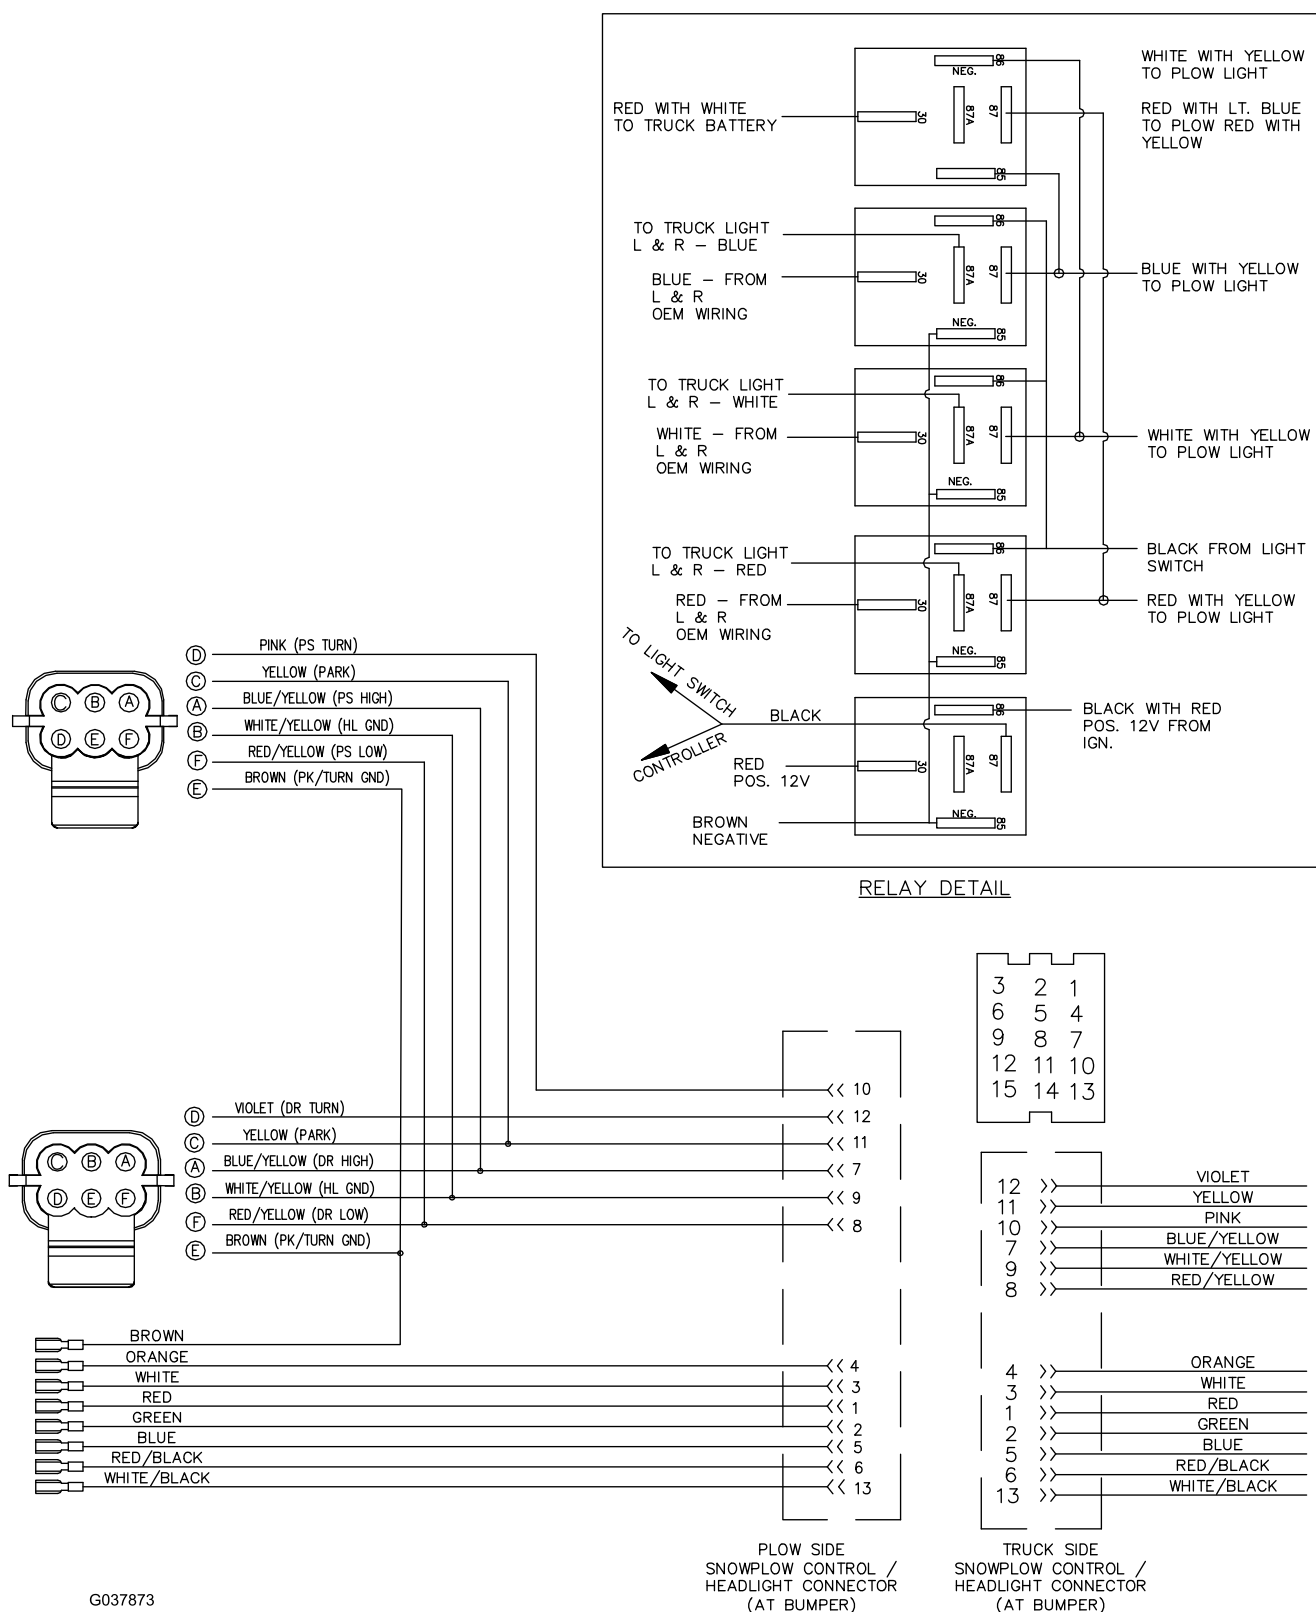 WHITE WITH YELLOW
TO PLOW LIGHT
RED WITH LT. BLUE
TO PLOW RED WITH
YELLOW
RED WITH WHITE
TO TRUCK BATTERY
86
NEG.
30
87A
87
85
TO TRUCK LIGHT
L & R – BLUE
BLUE – FROM
L & R
OEM WIRING
86
30
87A
87
NEG.
85
BLUE WITH YELLOW
TO PLOW LIGHT
TO TRUCK LIGHT
L & R – WHITE
WHITE – FROM
L & R
OEM WIRING
86
30
87A
87
NEG.
85
WHITE WITH YELLOW
TO PLOW LIGHT
TO TRUCK LIGHT
L & R – RED
RED – FROM
L & R
OEM WIRING
86
30
87A
87
NEG.
85
BLACK FROM LIGHT
SWITCH
RED WITH YELLOW
TO PLOW LIGHT
TO LIGHT SWITCH
CONTROLLER
BLACK
RED
POS. 12V
BROWN
NEGATIVE
86
30
87A
87
NEG.
85
BLACK WITH RED
POS. 12V FROM
IGN.
RELAY DETAIL
C B A
D E F
D PINK (PS TURN)
C YELLOW (PARK)
A BLUE/YELLOW (PS HIGH)
B WHITE/YELLOW (HL GND)
F RED/YELLOW (PS LOW)
E BROWN (PK/TURN GND)
C B A
D E F
D VIOLET (DR TURN)
C YELLOW (PARK)
A BLUE/YELLOW (DR HIGH)
B WHITE/YELLOW (HL GND)
F RED/YELLOW (DR LOW)
E BROWN (PK/TURN GND)
10
12
11
7
9
8
BROWN
ORANGE 4
WHITE 3
RED 1
GREEN 2
BLUE 5
RED/BLACK 6
WHITE/BLACK 13
PLOW SIDE
SNOWPLOW CONTROL /
HEADLIGHT CONNECTOR
(AT BUMPER)
3 2 1
6 5 4
9 8 7
12 11 10
15 14 13
12 VIOLET
11 YELLOW
10 PINK
7 BLUE/YELLOW
9 WHITE/YELLOW
8 RED/YELLOW
4 ORANGE
3 WHITE
1 RED
2 GREEN
5 BLUE
6 RED/BLACK
13 WHITE/BLACK
TRUCK SIDE
SNOWPLOW CONTROL /
HEADLIGHT CONNECTOR
(AT BUMPER)
G037873